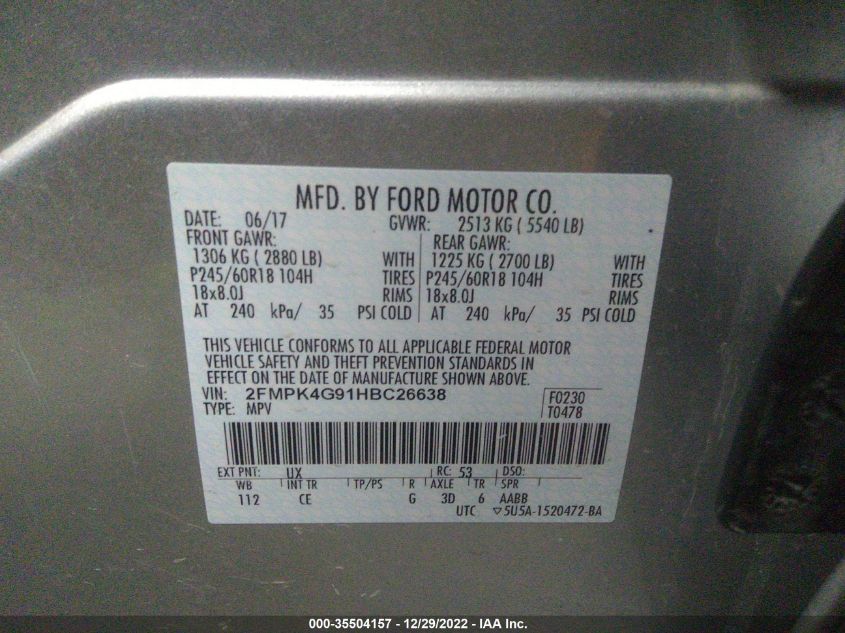 MFD. BY FORD MOTOR CO.
DATE: 06/17 GVWR: 2513 KG ( 5540 LB)
FRONT GAWR: REAR GAWR:
1306 KG ( 2880 LB) WITH 1225 KG ( 2700 LB) WITH
P245/60R18 104H TIRES P245/60R18 104H TIRES
18x8.0J RIMS 18x8.0J RIMS
AT 240 kPa/ 35 PSI COLD AT 240 kPa/ 35 PSI COLD
THIS VEHICLE CONFORMS TO ALL APPLICABLE FEDERAL MOTOR
VEHICLE SAFETY AND THEFT PREVENTION STANDARDS IN
EFFECT ON THE DATE OF MANUFACTURE SHOWN ABOVE.
VIN: 2FMPK4G91HBC26638 F0230
TYPE: MPV T0478
EXT PNT: UX RC: 53 DSO:
WB INT TR TP/PS R AXLE TR SPR
112 CE G 3D 6 AABB
UTC ▽5U5A-1520472-BA
000-35504157 - 12/29/2022 - IAA Inc.